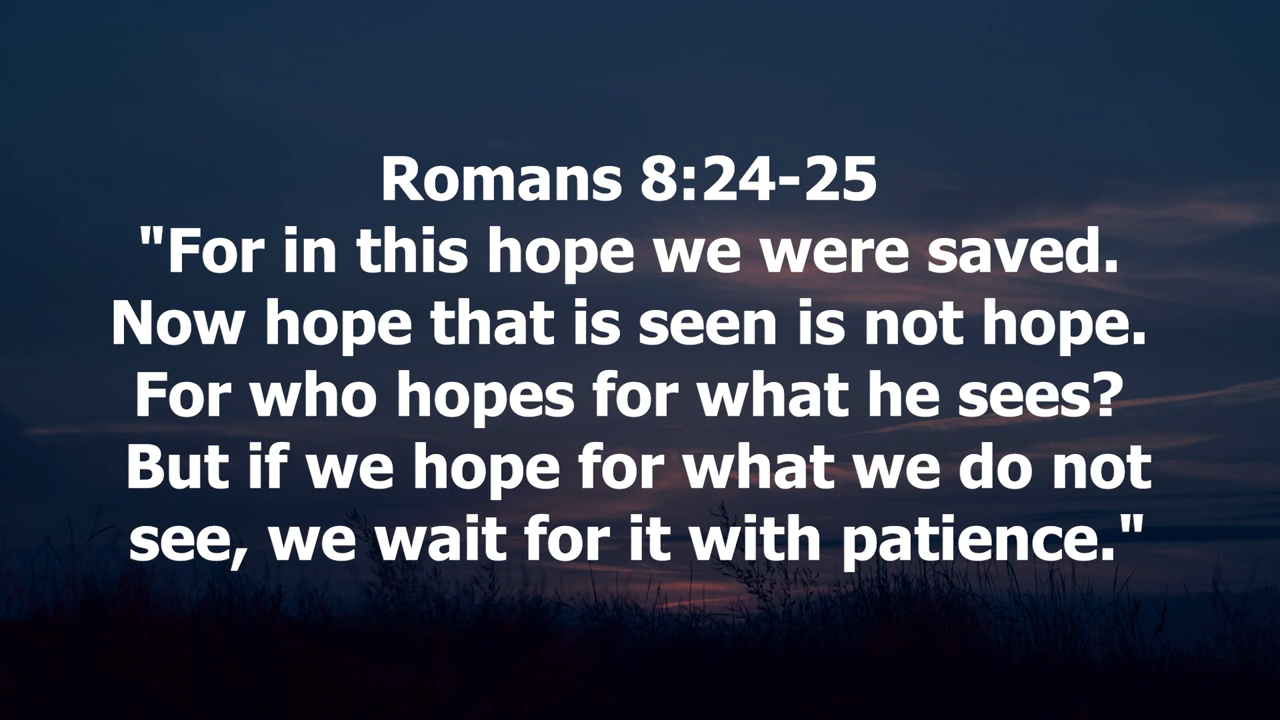 Romans 8:24-25
"For in this hope we were saved.
Now hope that is seen is not hope.
For who hopes for what he sees?
But if we hope for what we do not
see, we wait for it with patience."